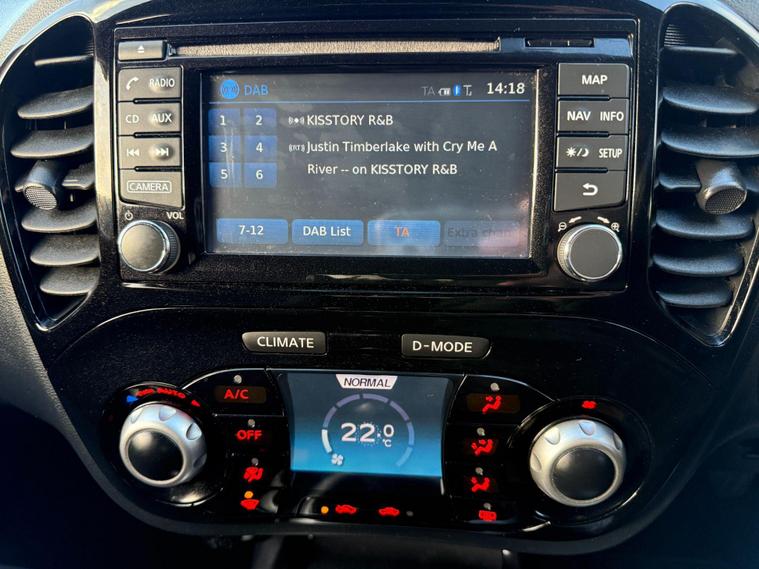 RADIO
CD AUX
CAMERA
VOL
DAB
TA
14:18
1 2
3 4
5 6
KISSTORY R&B
(RT) Justin Timberlake with Cry Me A
River -- on KISSTORY R&B
7-12
DAB List
TA
MAP
NAV INFO
SETUP
CLIMATE
D-MODE
AUTO
A/C
OFF
NORMAL
22.0
°C